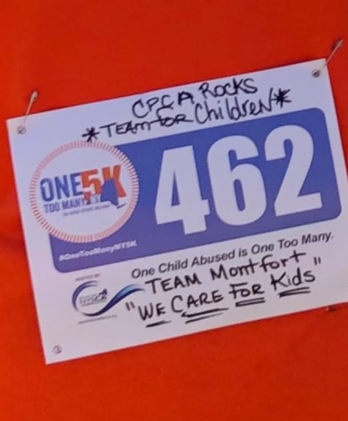 CPCA ROCKS
*TEAM FOR Children*
ONE 5K
TOO MANY
462
#OneTooManyNY5K
One Child Abused is One Too Many.
TEAM Montfort
"WE CARE FOR Kids"